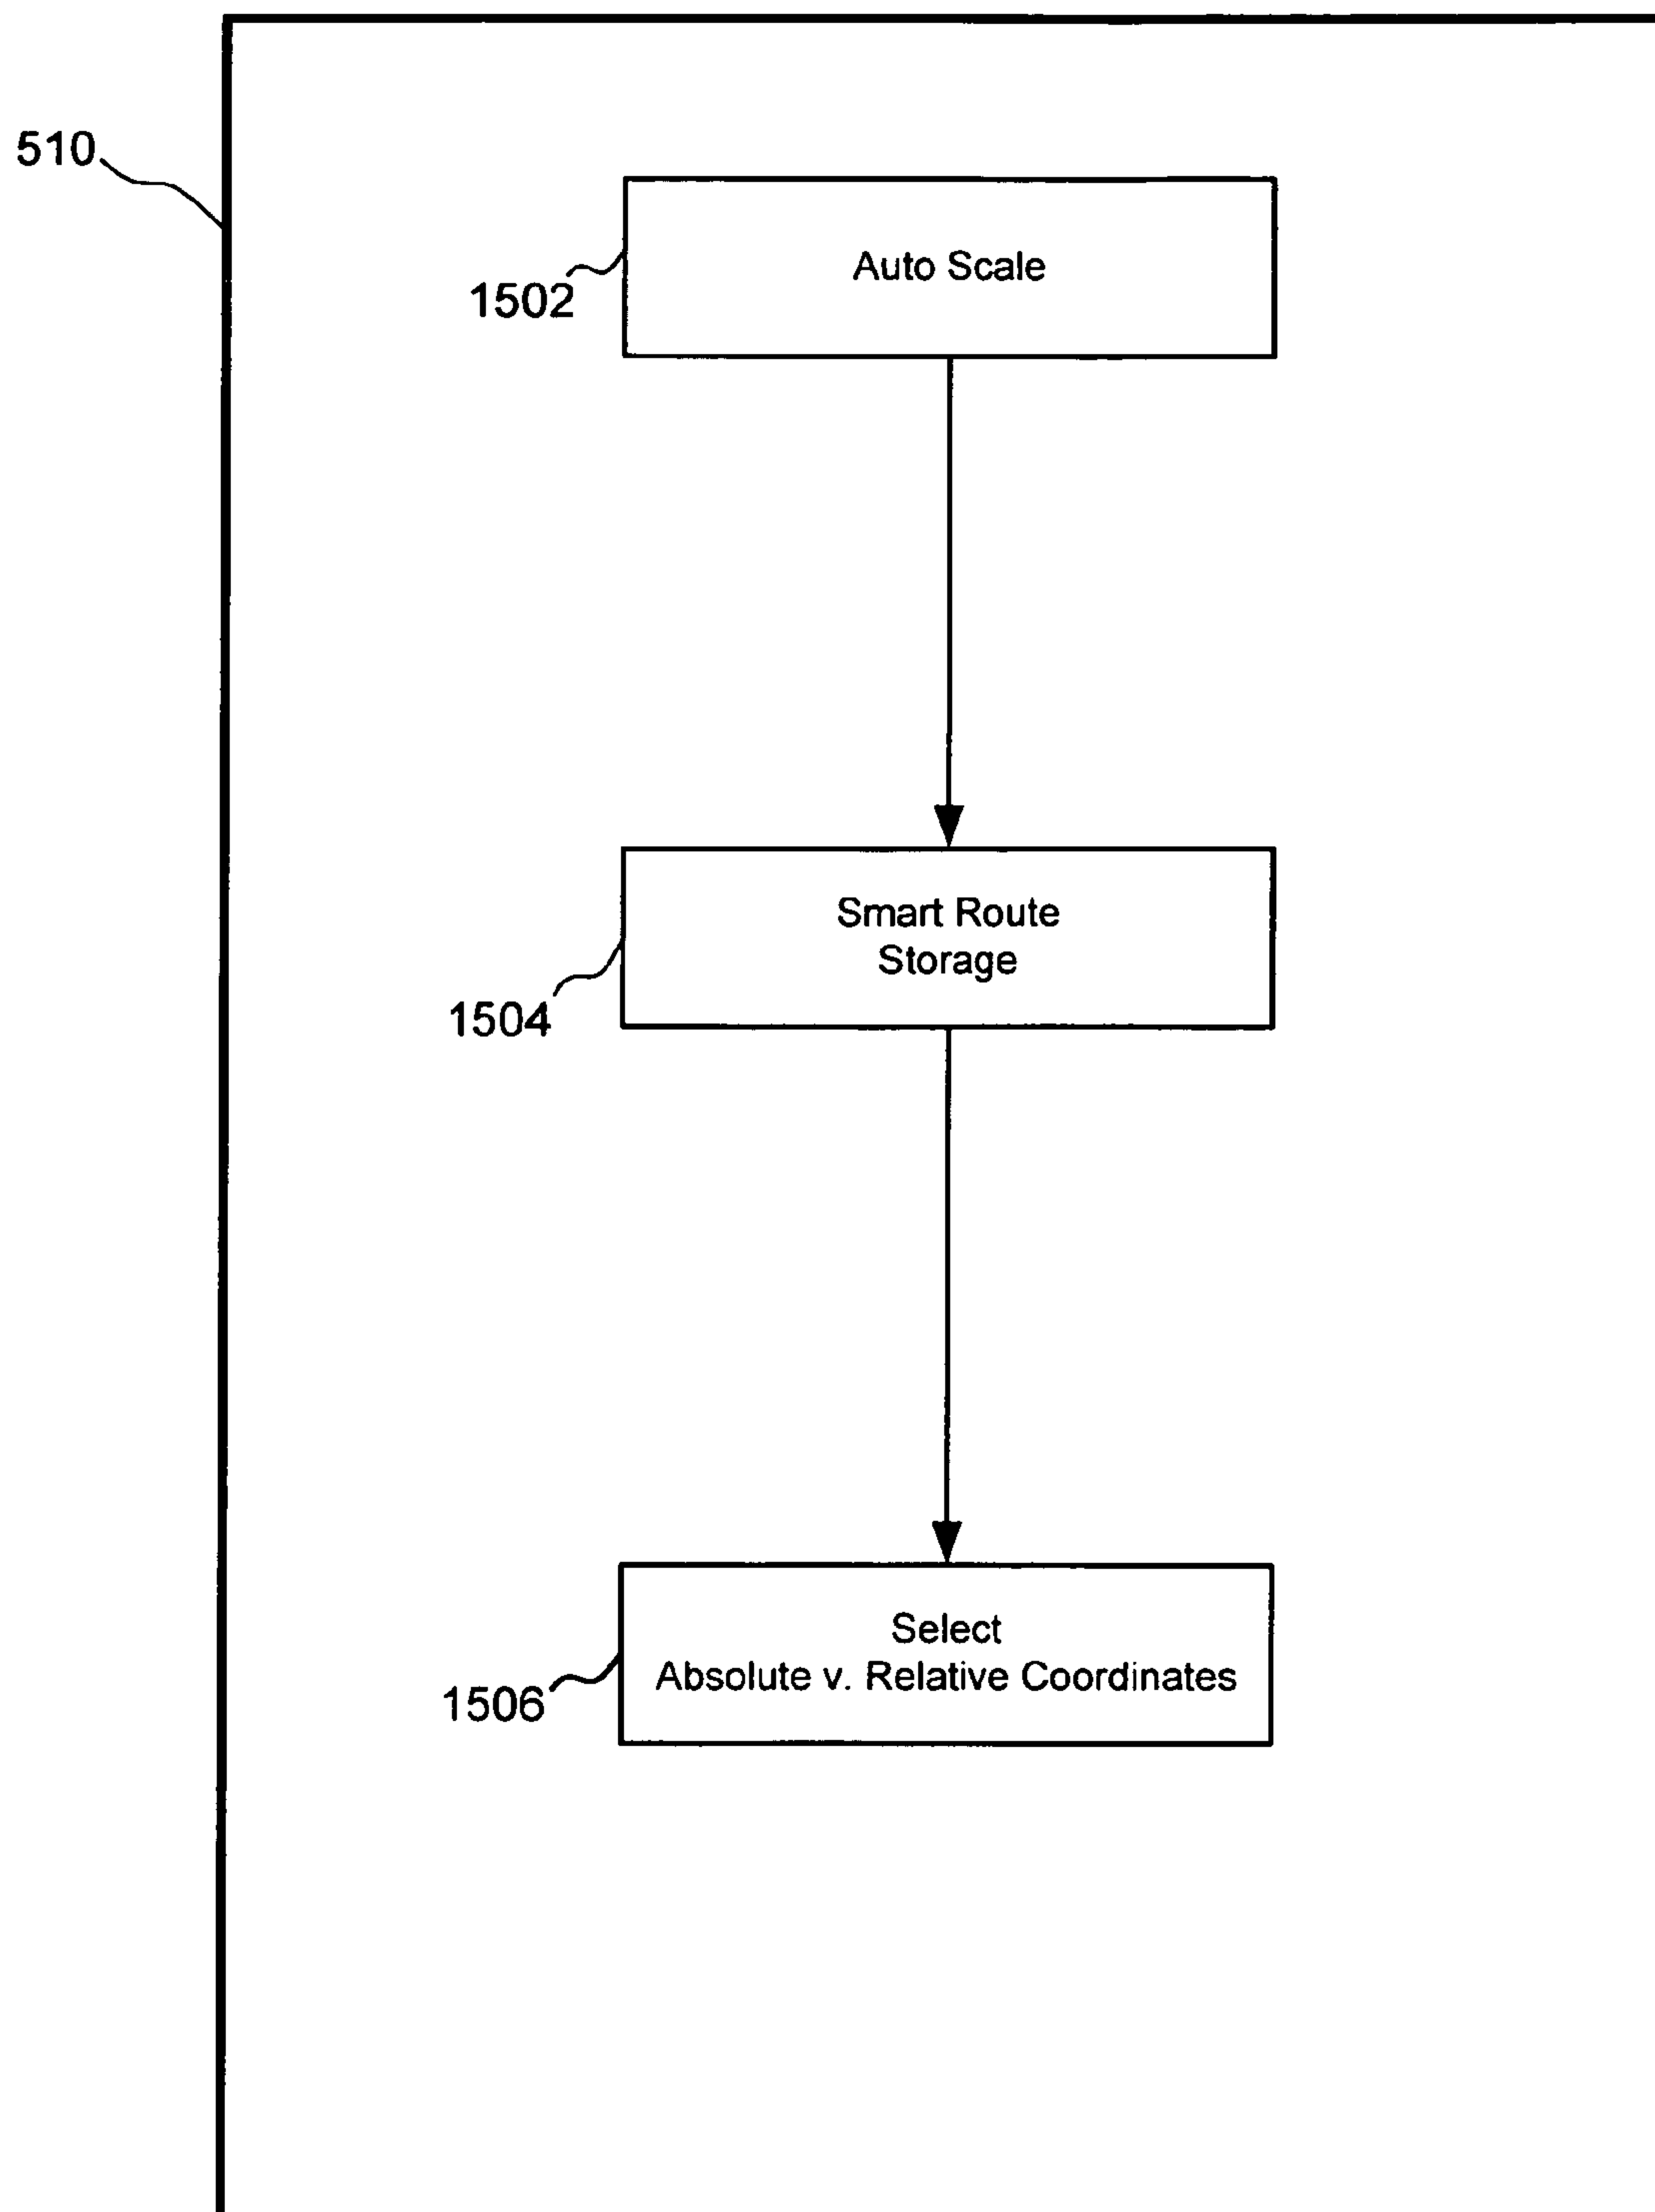 510
Auto Scale
1502
Smart Route
Storage
1504
Select
Absolute v. Relative Coordinates
1506